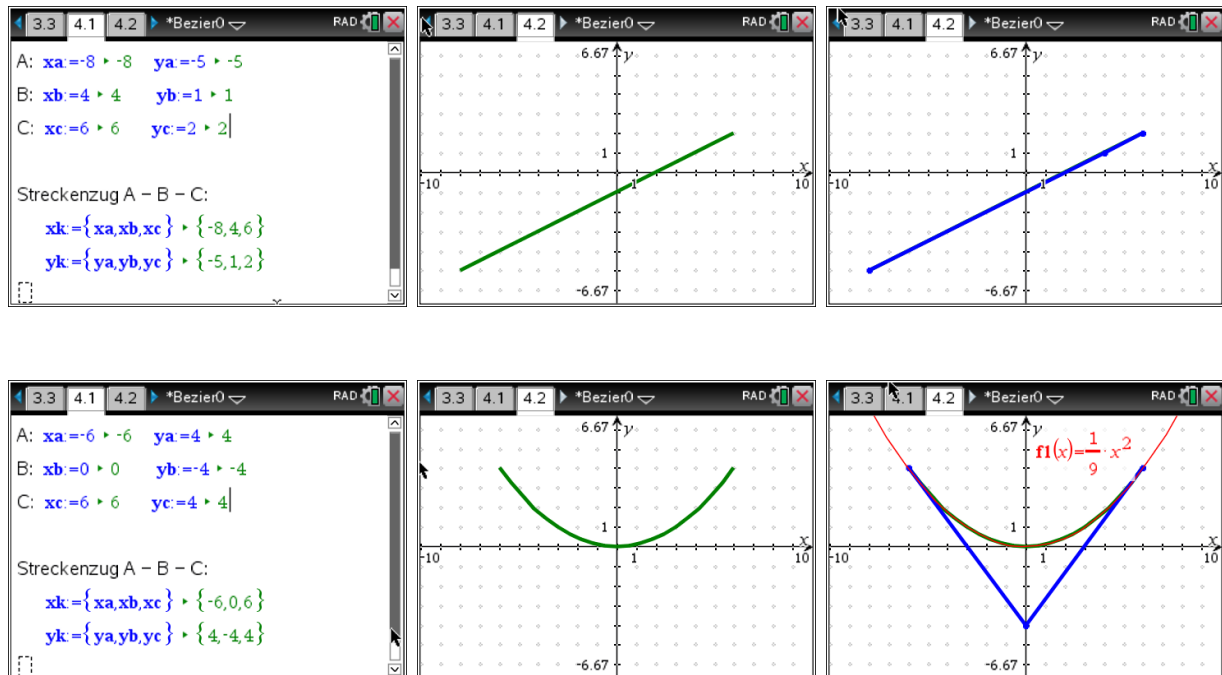 3.3 4.1 4.2 *Bezier0 RAD
A: xa:=-8 ▸ -8 ya:=-5 ▸ -5
B: xb:=4 ▸ 4 yb:=1 ▸ 1
C: xc:=6 ▸ 6 yc:=2 ▸ 2
Streckenzug A – B – C:
xk:={xa,xb,xc} ▸ {-8,4,6}
yk:={ya,yb,yc} ▸ {-5,1,2}
3.3 4.1 4.2 *Bezier0 RAD
6.67 y
1
x
-10 1 10
-6.67
3.3 4.1 4.2 *Bezier0 RAD
6.67 y
1
x
-10 1 10
-6.67
3.3 4.1 4.2 *Bezier0 RAD
A: xa:=-6 ▸ -6 ya:=4 ▸ 4
B: xb:=0 ▸ 0 yb:=-4 ▸ -4
C: xc:=6 ▸ 6 yc:=4 ▸ 4
Streckenzug A – B – C:
xk:={xa,xb,xc} ▸ {-6,0,6}
yk:={ya,yb,yc} ▸ {4,-4,4}
3.3 4.1 4.2 *Bezier0 RAD
6.67 y
1
x
-10 1 10
-6.67
3.3 4.1 4.2 *Bezier0 RAD
6.67 y
f1(x)=1/9·x²
1
x
-10 1 10
-6.67